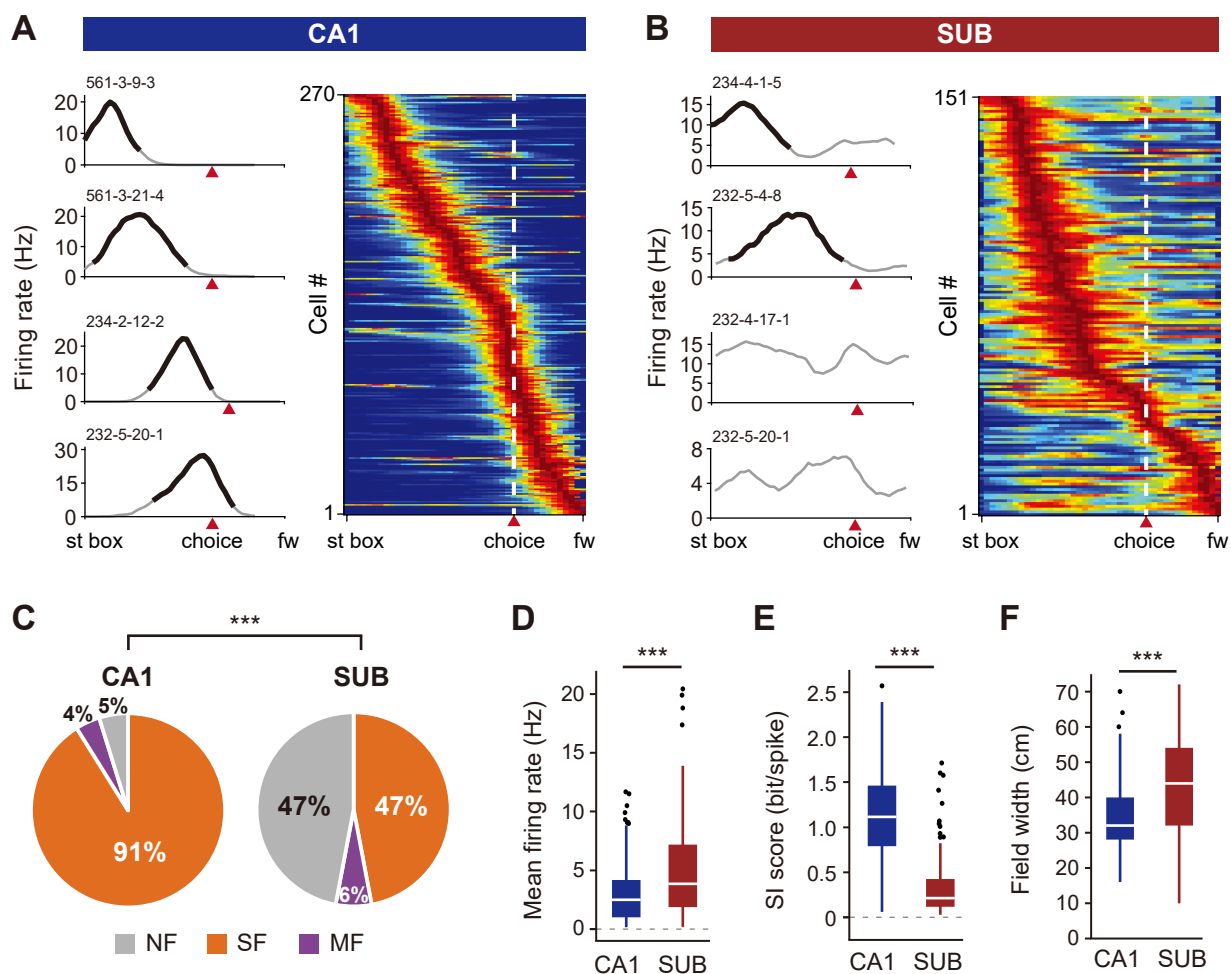 A
CA1
561-3-9-3
20
10
0
561-3-21-4
20
10
0
234-2-12-2
20
10
0
232-5-20-1
30
15
0
Firing rate (Hz)
st box
choice
fw
270
Cell #
1
st box
choice
fw
B
SUB
234-4-1-5
15
10
5
0
232-5-4-8
15
10
5
0
232-4-17-1
15
10
5
0
232-5-20-1
8
4
0
Firing rate (Hz)
st box
choice
fw
151
Cell #
1
st box
choice
fw
C
***
CA1
SUB
4%
5%
91%
47%
47%
6%
NF
SF
MF
D
***
Mean firing rate (Hz)
20
15
10
5
0
CA1
SUB
E
***
SI score (bit/spike)
2.5
2.0
1.5
1.0
0.5
0
CA1
SUB
F
***
Field width (cm)
70
60
50
40
30
20
10
0
CA1
SUB